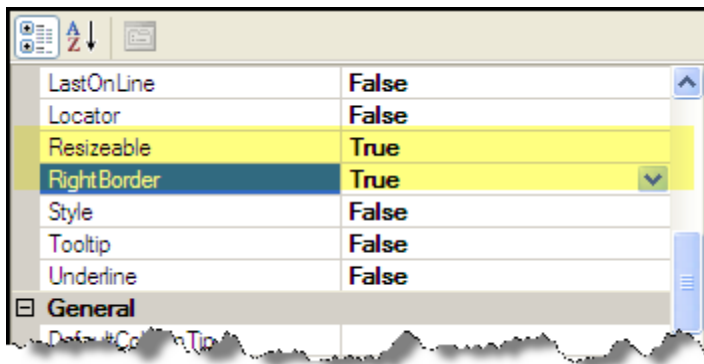 A
Z
LastOnLine False
Locator False
Resizeable True
RightBorder True
Style False
Tooltip False
Underline False
General